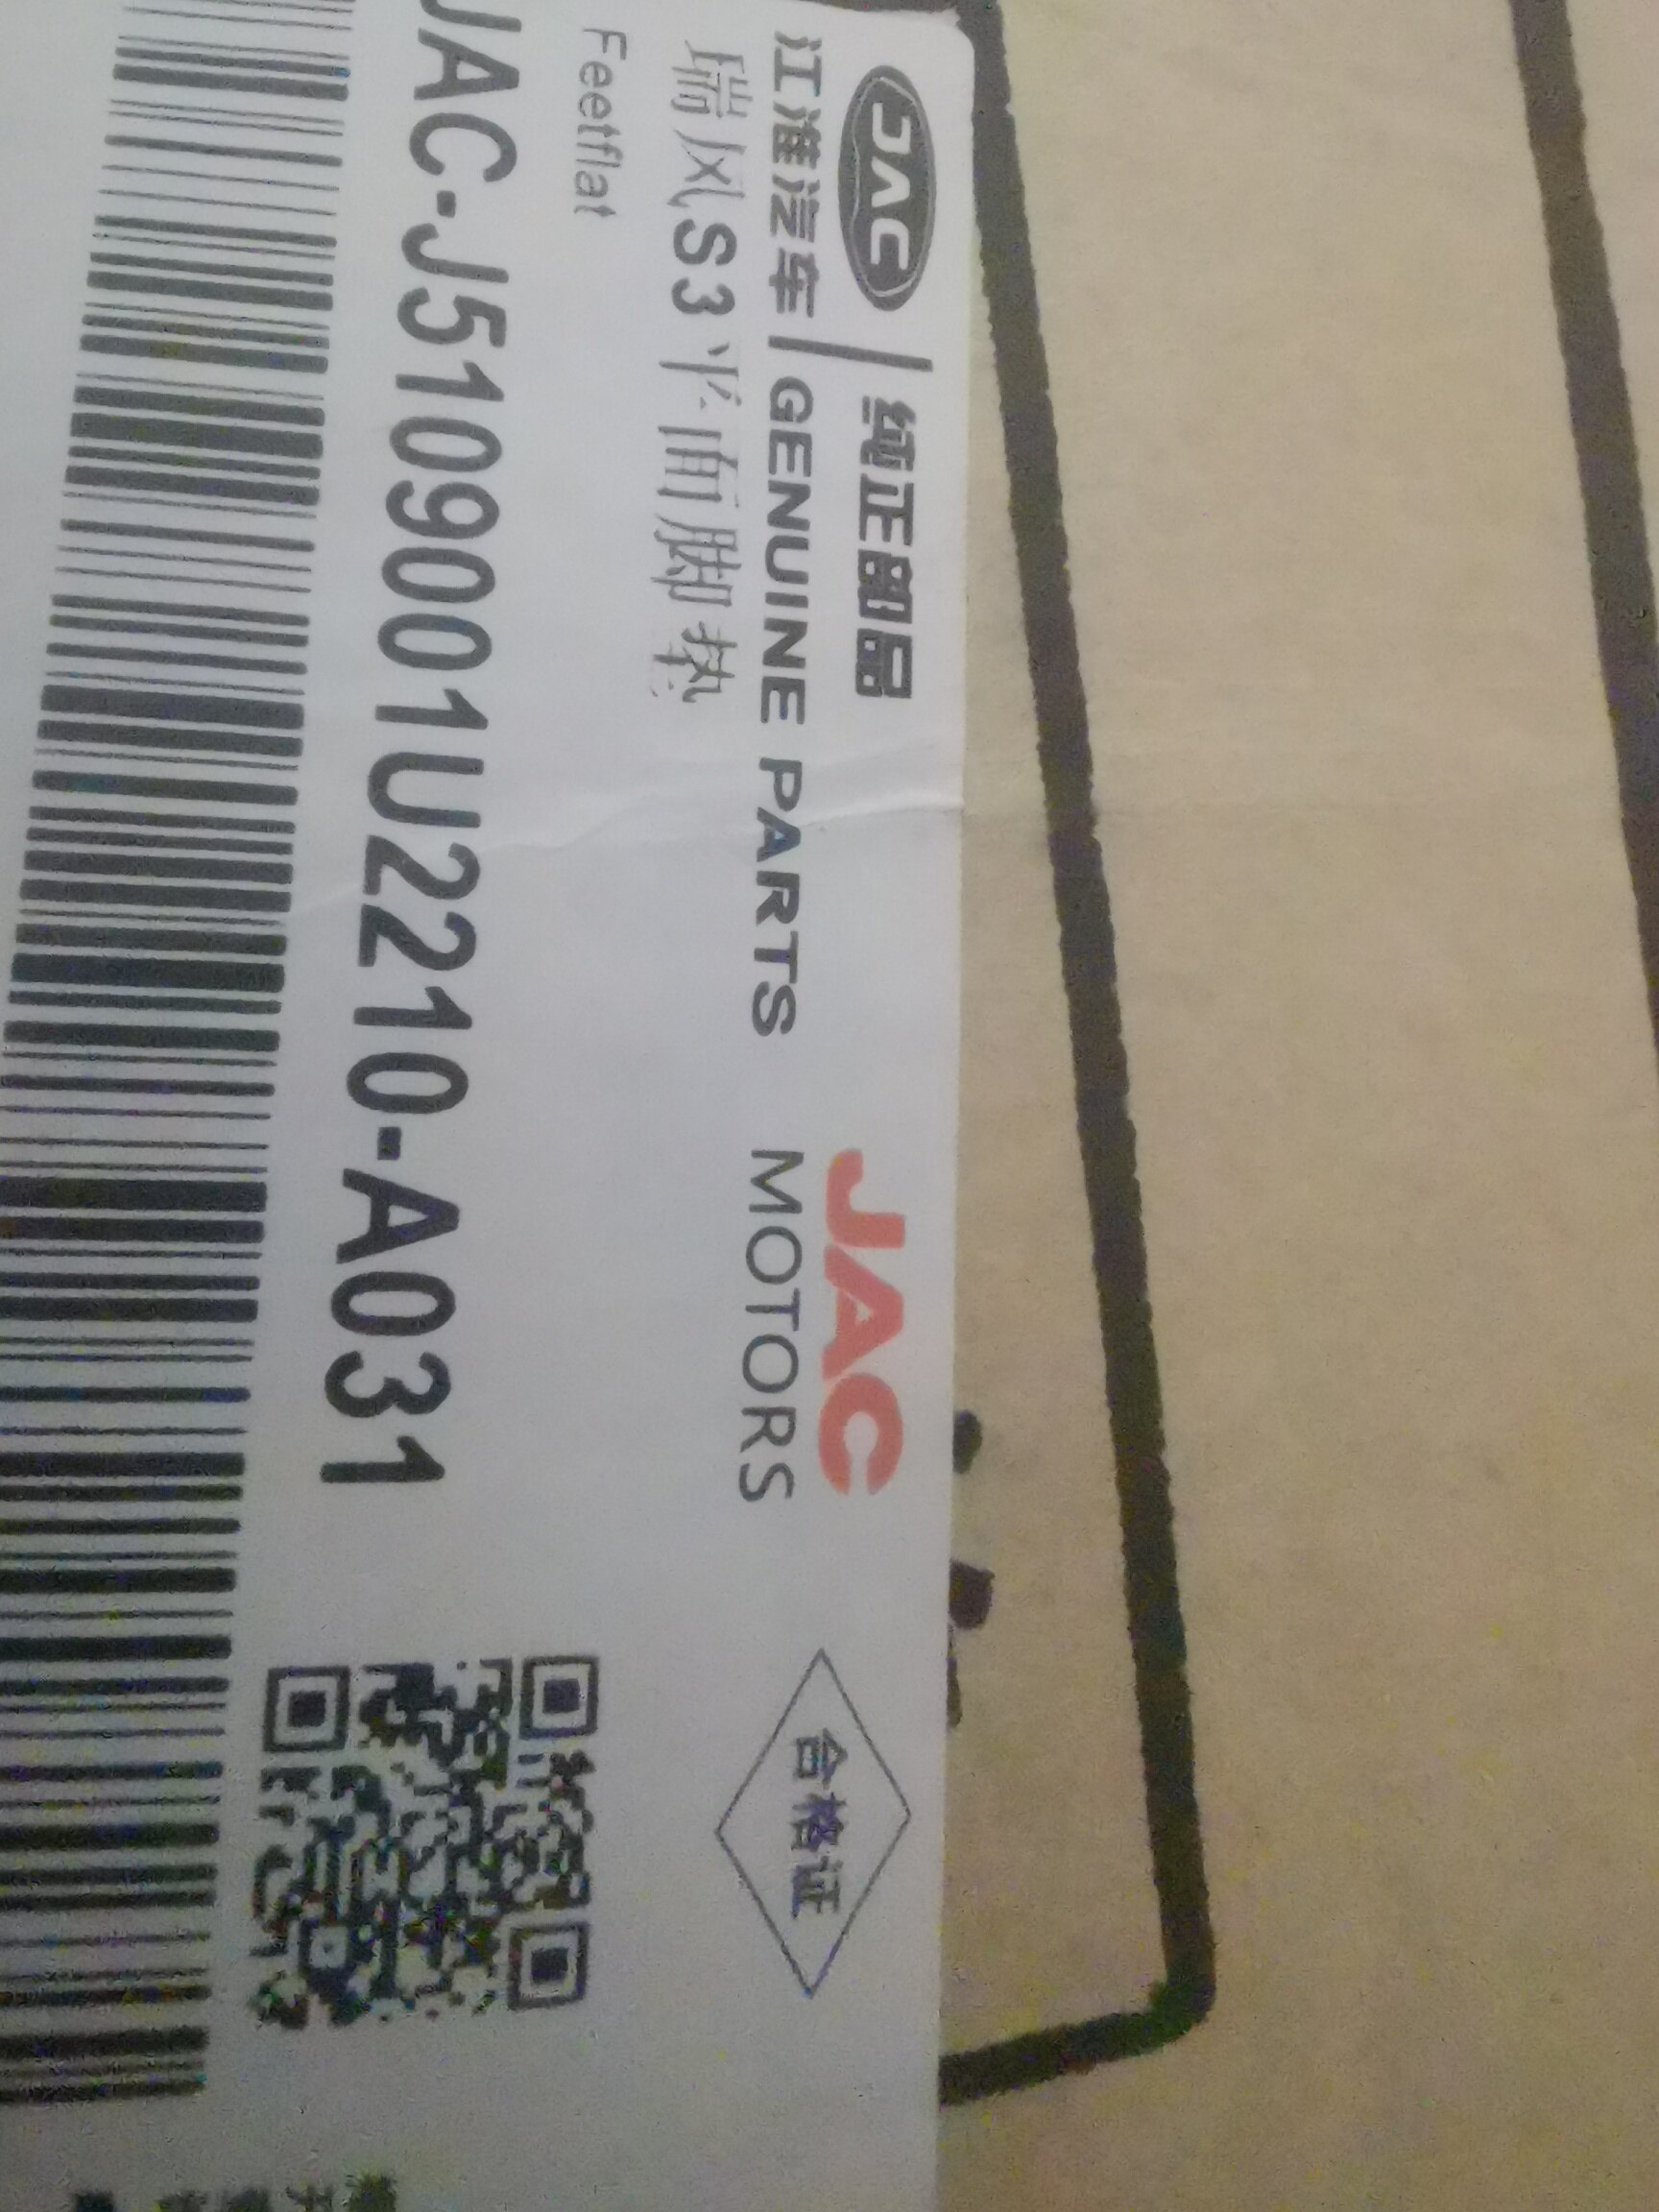 JAC 纯正部品
江淮汽车 GENUINE PARTS
JAC
MOTORS
合格证
瑞风S3平面脚垫
Feetflat
JAC-J5109001U2210-A031